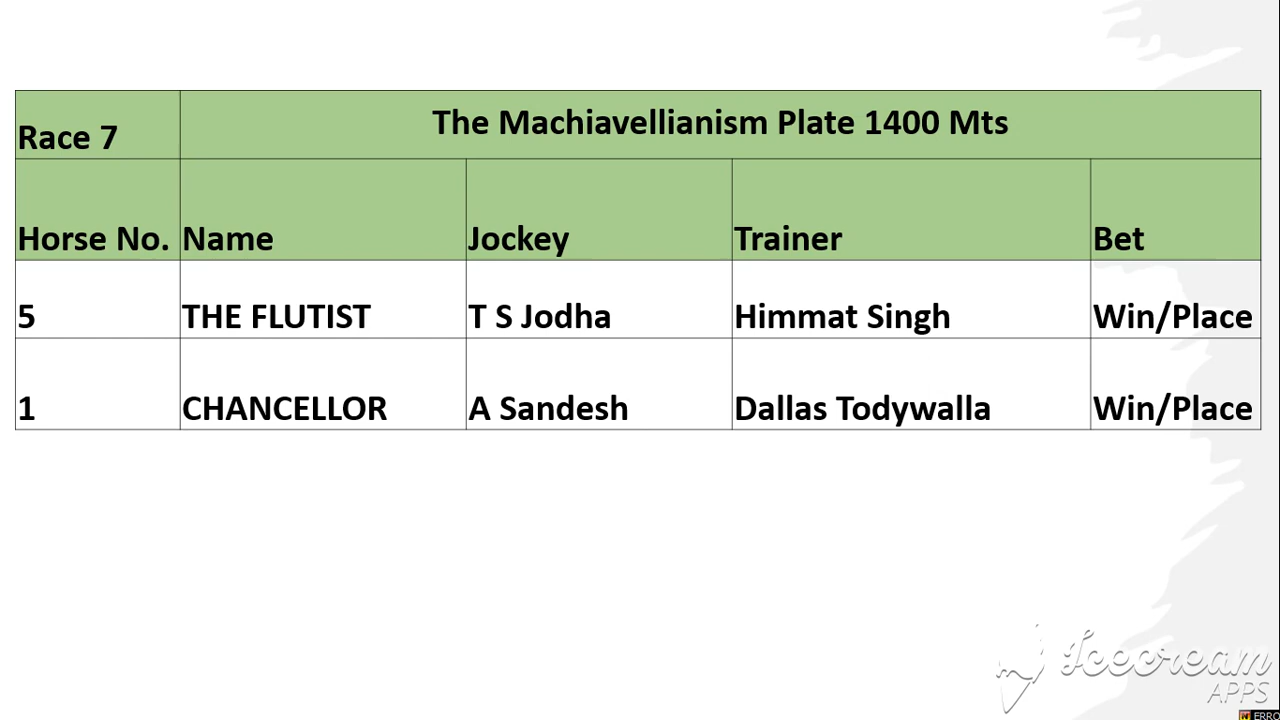 Race 7 The Machiavellianism Plate 1400 Mts
Horse No. Name Jockey Trainer Bet
5 THE FLUTIST T S Jodha Himmat Singh Win/Place
1 CHANCELLOR A Sandesh Dallas Todywalla Win/Place
Icecream
APPS
ERRO